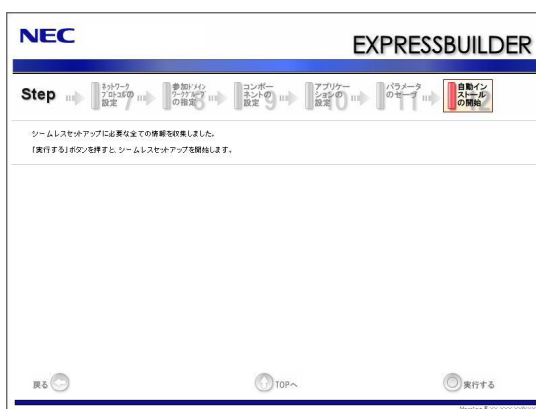 NEC
EXPRESSBUILDER
Step
ネットワーク
プロトコルの
設定
7
参加ドメイン
ワークグループ
の指定
8
コンポー
ネントの
設定
9
アプリケー
ションの
設定
10
パラメータ
のセーブ
11
自動イン
ストール
の開始
12
シームレスセットアップに必要な全ての情報を収集しました。
「実行する」ボタンを押すと、シームレスセットアップを開始します。
戻る
TOPへ
実行する